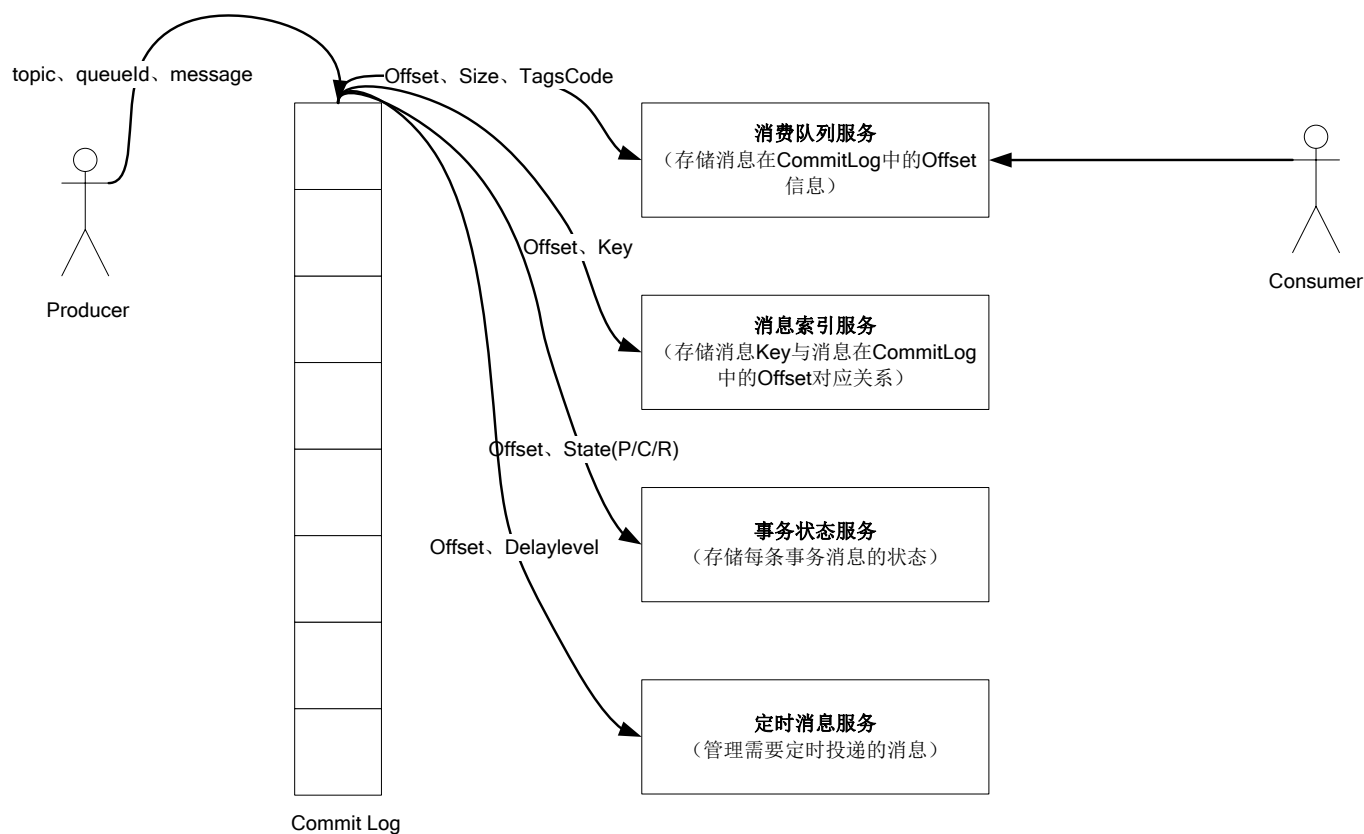 topic、queueId、message
Offset、Size、TagsCode
消费队列服务
（存储消息在CommitLog中的Offset
信息）
Producer
Consumer
Offset、Key
消息索引服务
（存储消息Key与消息在CommitLog
中的Offset对应关系）
Offset、State(P/C/R)
事务状态服务
（存储每条事务消息的状态）
Offset、Delaylevel
定时消息服务
（管理需要定时投递的消息）
Commit Log